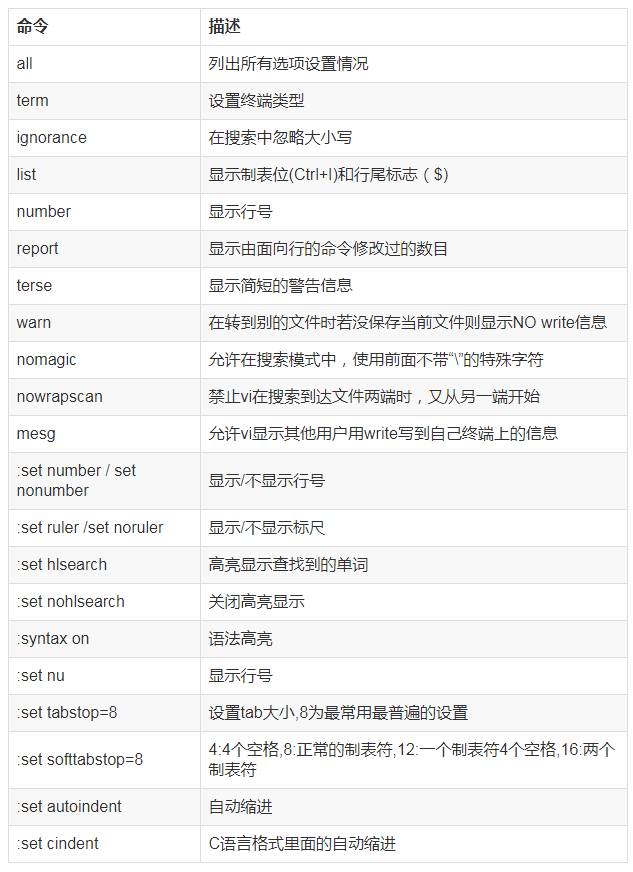 命令 描述
all 列出所有选项设置情况
term 设置终端类型
ignorance 在搜索中忽略大小写
list 显示制表位(Ctrl+I)和行尾标志（$)
number 显示行号
report 显示由面向行的命令修改过的数目
terse 显示简短的警告信息
warn 在转到别的文件时若没保存当前文件则显示NO write信息
nomagic 允许在搜索模式中，使用前面不带“\”的特殊字符
nowrapscan 禁止vi在搜索到达文件两端时，又从另一端开始
mesg 允许vi显示其他用户用write写到自己终端上的信息
:set number / set
nonumber
显示/不显示行号
:set ruler /set noruler 显示/不显示标尺
:set hlsearch 高亮显示查找到的单词
:set nohlsearch 关闭高亮显示
:syntax on 语法高亮
:set nu 显示行号
:set tabstop=8 设置tab大小,8为最常用最普遍的设置
:set softtabstop=8
4:4个空格,8:正常的制表符,12:一个制表符4个空格,16:两个
制表符
:set autoindent 自动缩进
:set cindent C语言格式里面的自动缩进